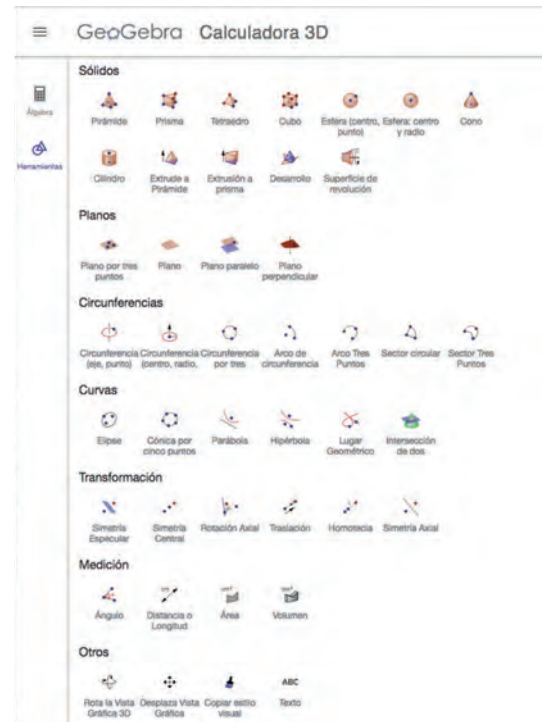 GeoGebra Calculadora 3D
Álgebra
Herramientas
Sólidos
Pirámide Prisma Tetraedro Cubo Esfera (centro, punto) Esfera: centro y radio Cono
Cilindro Extrude a Pirámide Extrusión a prisma Desarrollo Superficie de revolución
Planos
Plano por tres puntos Plano Plano paralelo Plano perpendicular
Circunferencias
Circunferencia (eje, punto) Circunferencia (centro, radio, Circunferencia por tres Arco de circunferencia Arco Tres Puntos Sector circular Sector Tres Puntos
Curvas
Elipse Cónica por cinco puntos Parábola Hipérbola Lugar Geométrico Intersección de dos
Transformación
Simetría Especular Simetría Central Rotación Axial Traslación Homotecia Simetría Axial
Medición
Ángulo Distancia o Longitud Área Volumen
Otros
Rota la Vista Gráfica 3D Desplaza Vista Gráfica Copiar estilo visual ABC Texto